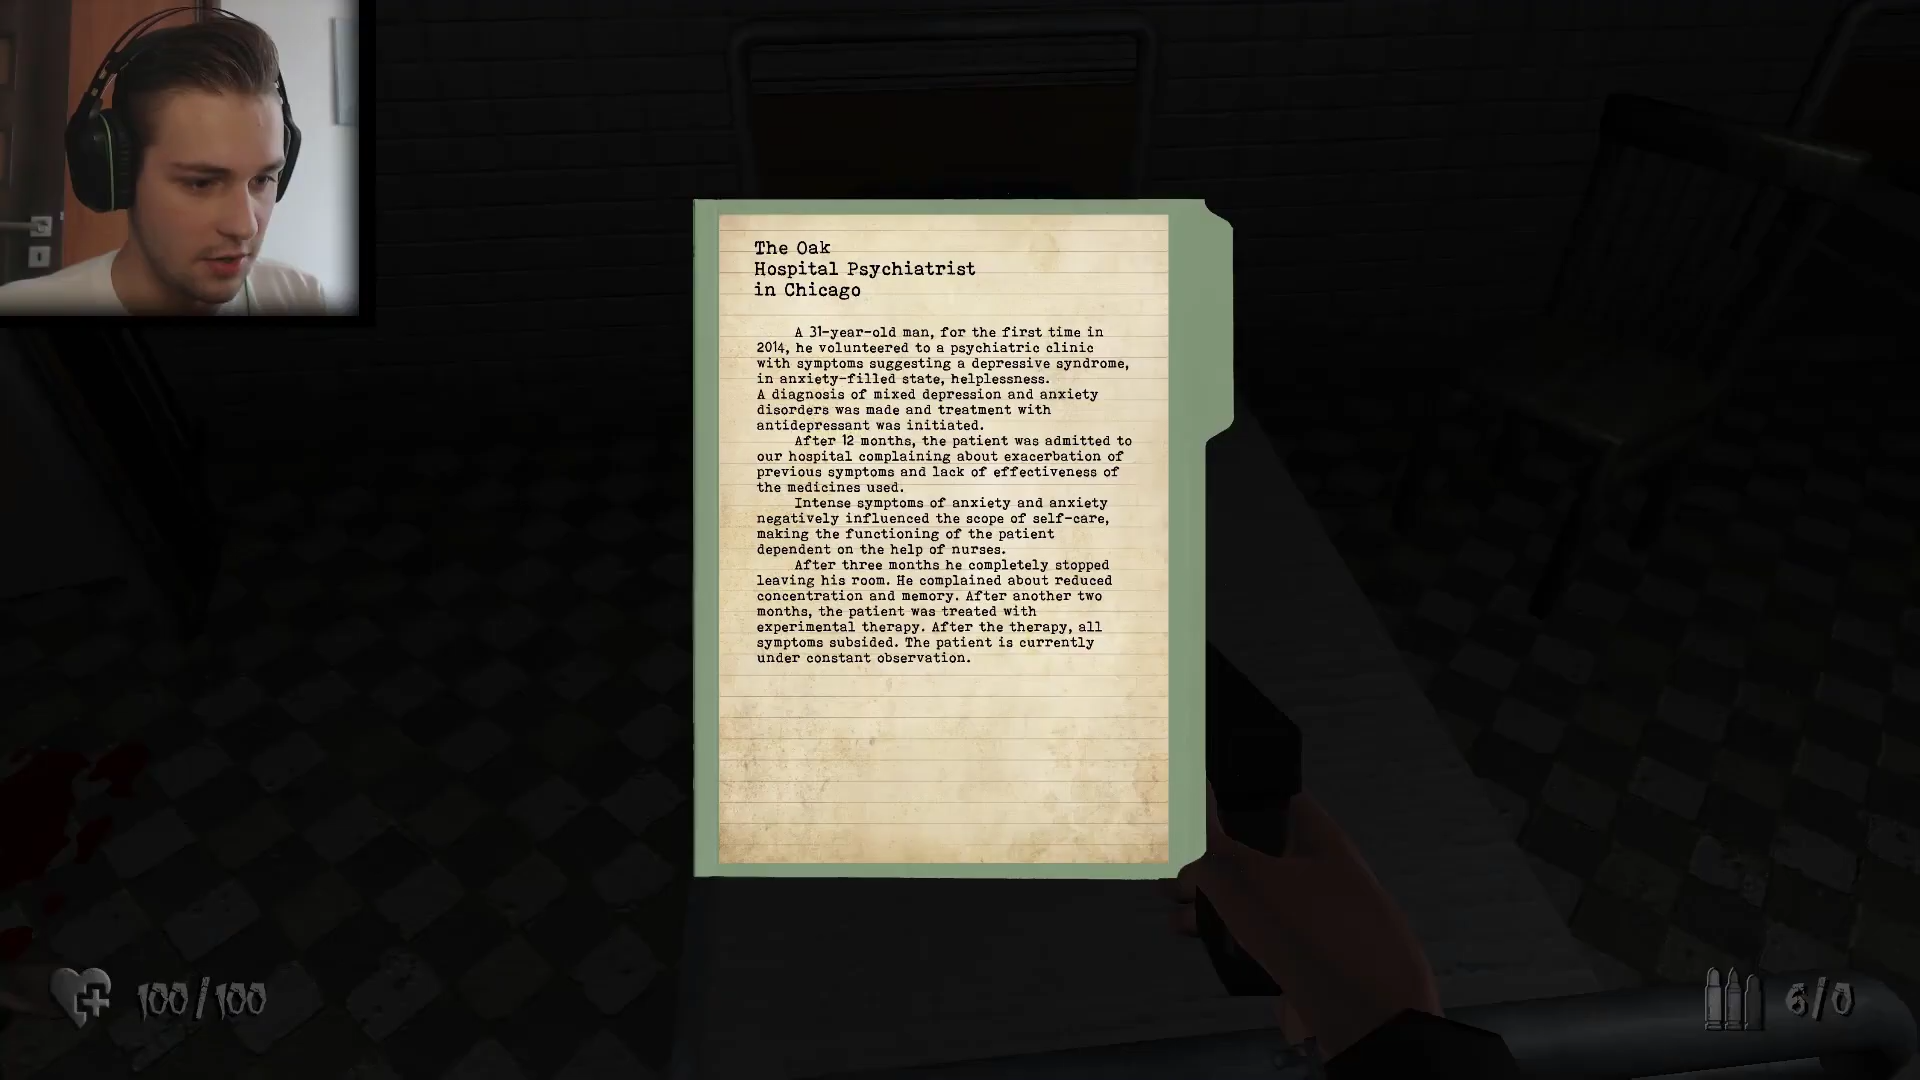 The Oak
Hospital Psychiatrist
in Chicago
A 31-year-old man, for the first time in
2014, he volunteered to a psychiatric clinic
with symptoms suggesting a depressive syndrome,
in anxiety-filled state, helplessness.
A diagnosis of mixed depression and anxiety
disorders was made and treatment with
antidepressant was initiated.
After 12 months, the patient was admitted to
our hospital complaining about exacerbation of
previous symptoms and lack of effectiveness of
the medicines used.
Intense symptoms of anxiety and anxiety
negatively influenced the scope of self-care,
making the functioning of the patient
dependent on the help of nurses.
After three months he completely stopped
leaving his room. He complained about reduced
concentration and memory. After another two
months, the patient was treated with
experimental therapy. After the therapy, all
symptoms subsided. The patient is currently
under constant observation.
100/100
6/0